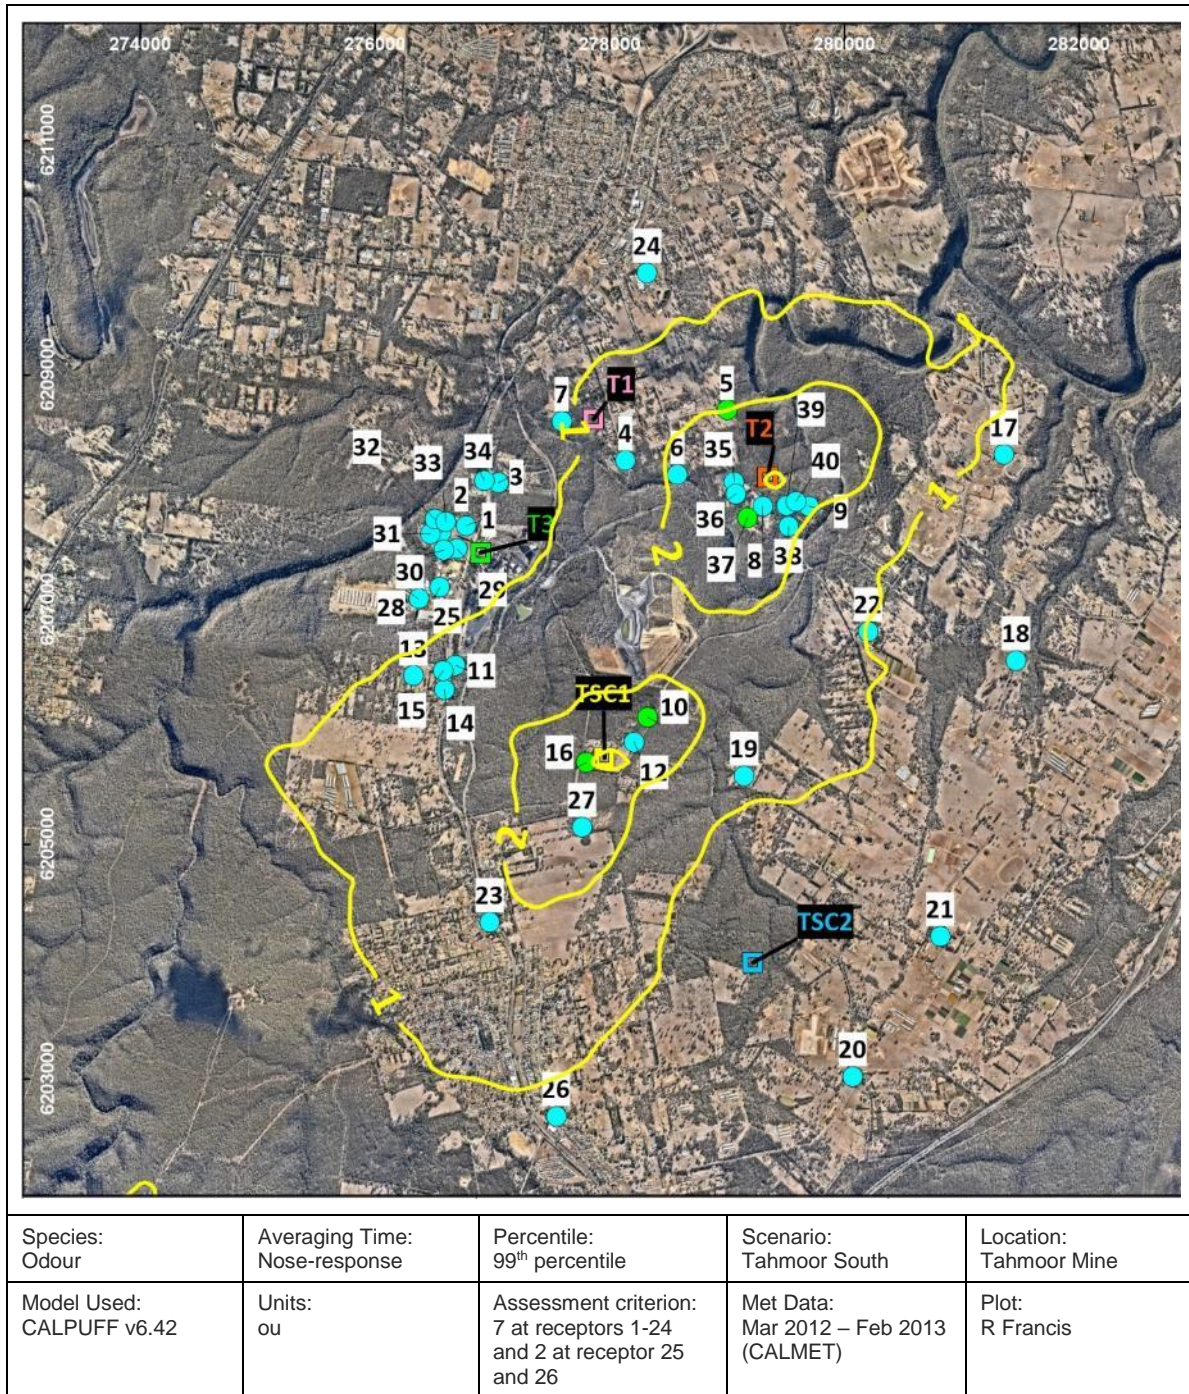 274000 276000 278000 280000 282000
6211000
24
6209000
T1
7
5
39
T2
4
17
32
34
6
35
40
33
3
2
1
36
9
31
T3
37
8
38
2
30
29
28
25
22
18
13
11
TSC1
10
15
14
16
12
19
27
6207000
6205000
2
23
TSC2
21
1
1
1
20
26
6203000
Species:
Odour
Averaging Time:
Nose-response
Percentile:
99th percentile
Scenario:
Tahmoor South
Location:
Tahmoor Mine
Model Used:
CALPUFF v6.42
Units:
ou
Assessment criterion:
7 at receptors 1-24
and 2 at receptor 25
and 26
Met Data:
Mar 2012 – Feb 2013
(CALMET)
Plot:
R Francis